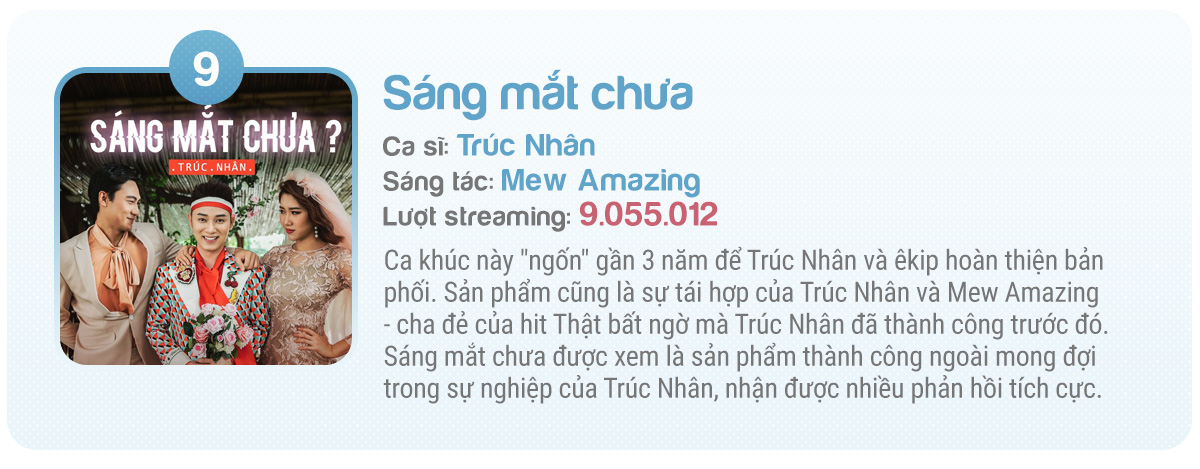 9
SÁNG MẮT CHƯA ?
.TRÚC.NHÂN.
Sáng mắt chưa
Ca sĩ: Trúc Nhân
Sáng tác: Mew Amazing
Lượt streaming: 9.055.012
Ca khúc này "ngốn" gần 3 năm để Trúc Nhân và êkip hoàn thiện bản
phối. Sản phẩm cũng là sự tái hợp của Trúc Nhân và Mew Amazing
- cha đẻ của hit Thật bất ngờ mà Trúc Nhân đã thành công trước đó.
Sáng mắt chưa được xem là sản phẩm thành công ngoài mong đợi
trong sự nghiệp của Trúc Nhân, nhận được nhiều phản hồi tích cực.